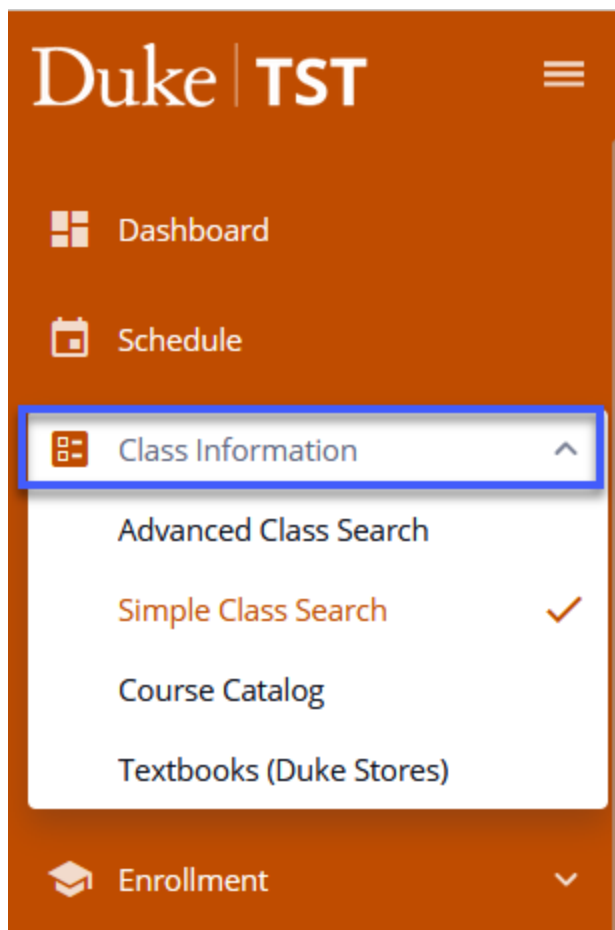 Duke | TST
Dashboard
Schedule
Class Information
Advanced Class Search
Simple Class Search
Course Catalog
Textbooks (Duke Stores)
Enrollment